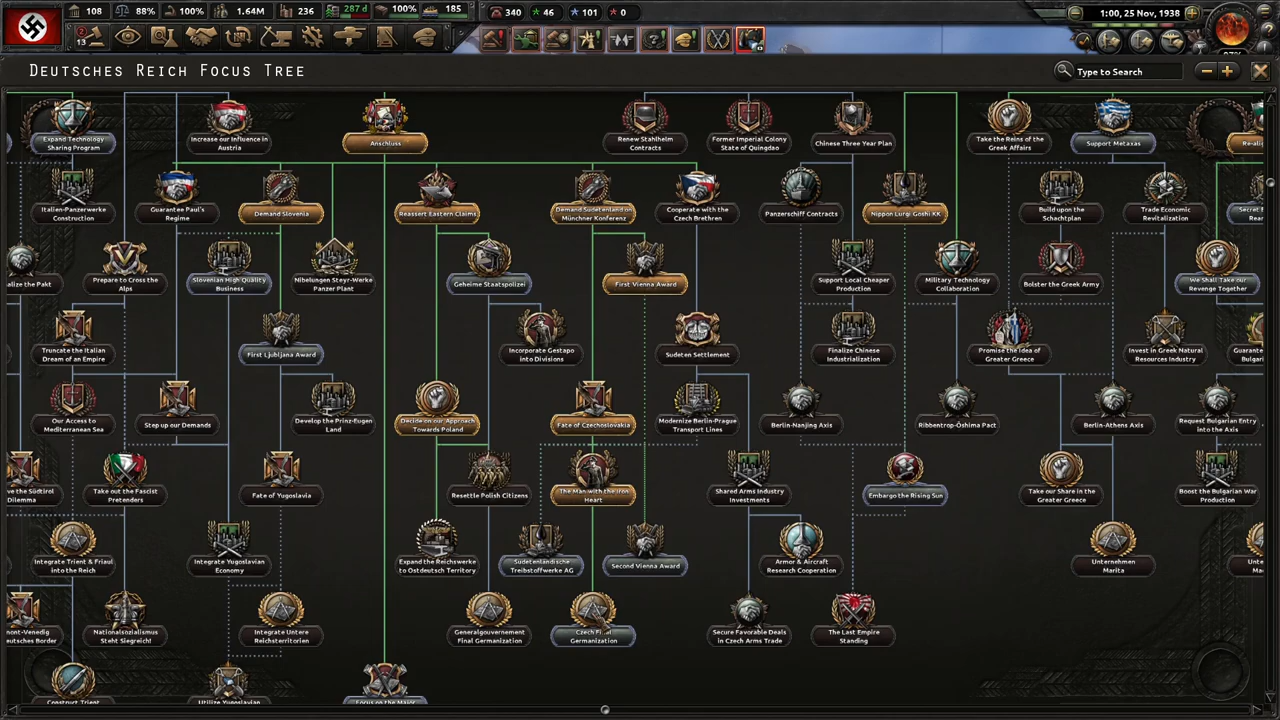 108
88%
100%
1.64M
236
287 d
100%
185
340
46
101
0
1:00, 25 Nov, 1938
Deutsches Reich Focus Tree
Type to Search
Expand Technology
Sharing Program
Increase our Influence in
Austria
Anschluss
Renew Stahlhelm
Contracts
Former Imperial Colony
State of Quingdao
Chinese Three Year Plan
Take the Reins of the
Greek Affairs
Support Metaxas
Italien-Panzerwerke
Construction
Guarantee Paul's
Regime
Demand Slovenia
Reassert Eastern Claims
Demand Sudetenland on
Münchner Konferenz
Cooperate with the
Czech Brethren
Panzerschiff Contracts
Nippon Lurgi Goshi KK
Build upon the
Schachtplan
Trade Economic
Revitalization
Secret
Prepare to Cross the
Alps
Slovenian High Quality
Business
Nibelungen Steyr-Werke
Panzer Plant
Geheime Staatspolizei
First Vienna Award
Support Local Cheaper
Production
Military Technology
Collaboration
Bolster the Greek Army
We Shall Take our
Revenge Together
Truncate the Italian
Dream of an Empire
First Ljubljana Award
Incorporate Gestapo
into Divisions
Sudeten Settlement
Finalize Chinese
Industrialization
Promise the Idea of
Greater Greece
Invest in Greek Natural
Resources Industry
Our Access to
Mediterranean Sea
Step up our Demands
Develop the Prinz-Eugen
Land
Decide on our Approach
Towards Poland
Fate of Czechoslovakia
Modernize Berlin-Prague
Transport Lines
Berlin-Nanjing Axis
Ribbentrop-Ōshima Pact
Berlin-Athens Axis
Request Bulgarian Entry
into the Axis
Take out the Fascist
Pretenders
Fate of Yugoslavia
Resettle Polish Citizens
The Man with the Iron
Heart
Shared Arms Industry
Investments
Embargo the Rising Sun
Take our Share in the
Greater Greece
Boost the Bulgarian War
Production
Integrate Trient & Friaul
into the Reich
Integrate Yugoslavian
Economy
Expand the Reichswerke
to Ostdeutsch Territory
Sudetenländische
Treibstoffwerke AG
Second Vienna Award
Armor & Aircraft
Research Cooperation
Unternehmen
Marita
Nationalsozialismus
Steht Siegreich!
Integrate Untere
Reichsterritorien
Generalgouvernement
Final Germanization
Czech Final
Germanization
Secure Favorable Deals
in Czech Arms Trade
The Last Empire
Standing
Construct Trient
Utilize Yugoslavian
Focus on the Major